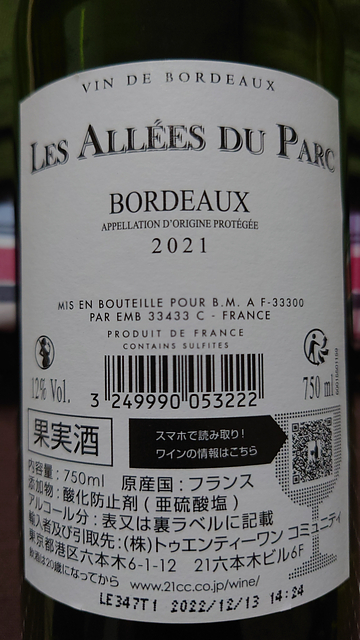 VIN DE BORDEAUX
LES ALLÉES DU PARC
BORDEAUX
APPELLATION D'ORIGINE PROTÉGÉE
2021
MIS EN BOUTEILLE POUR B.M. A F-33300
PAR EMB 33433 C - FRANCE
PRODUIT DE FRANCE
CONTAINS SULFITES
12% Vol.
750 ml
3 249990 053222
果実酒
スマホで読み取り!
ワインの情報はこちら
内容量:750ml 原産国:フランス
添加物:酸化防止剤(亜硫酸塩)
アルコール分:表又は裏ラベルに記載
輸入者及び引取先:(株)トゥエンティーワン コミュニティ
東京都港区六本木6-1-12 21六本木ビル6F
飲酒は20歳になってから www.21cc.co.jp/wine/
LE347T1 2022/12/13 14:24